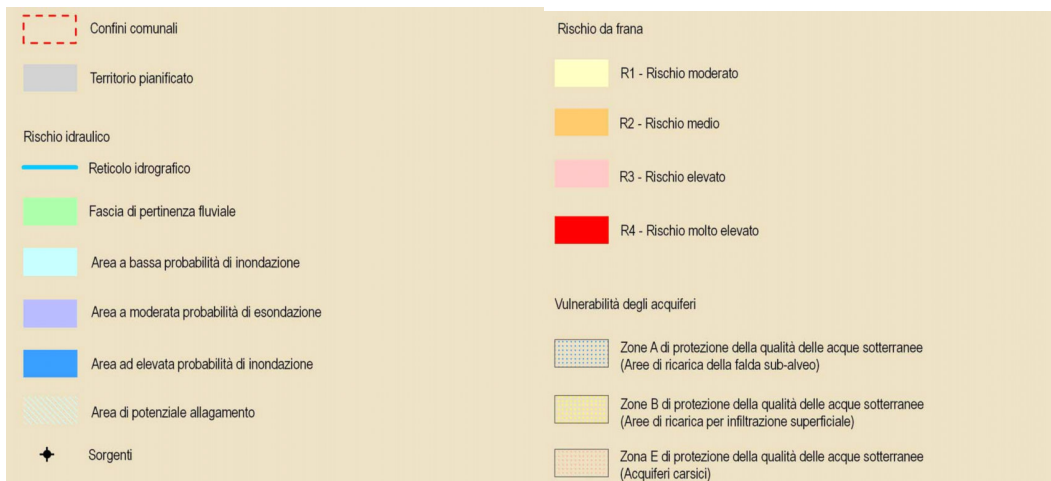 Confini comunali
Territorio pianificato
Rischio idraulico
Reticolo idrografico
Fascia di pertinenza fluviale
Area a bassa probabilità di inondazione
Area a moderata probabilità di esondazione
Area ad elevata probabilità di inondazione
Area di potenziale allagamento
Sorgenti
Rischio da frana
R1 - Rischio moderato
R2 - Rischio medio
R3 - Rischio elevato
R4 - Rischio molto elevato
Vulnerabilità degli acquiferi
Zone A di protezione della qualità delle acque sotterranee
(Aree di ricarica della falda sub-alveo)
Zone B di protezione della qualità delle acque sotterranee
(Aree di ricarica per infiltrazione superficiale)
Zona E di protezione della qualità delle acque sotterranee
(Acquiferi carsici)